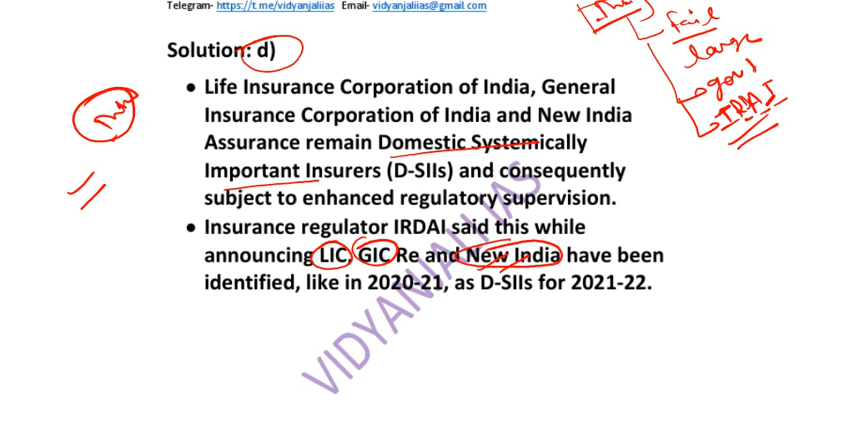 Telegram- https://t.me/vidyanjaliias Email- vidyanjaliias@gmail.com
fail
large
Solution: d)
govt
IRDAI
• Life Insurance Corporation of India, General
Insurance Corporation of India and New India
Assurance remain Domestic Systemically
Important Insurers (D-SIIs) and consequently
subject to enhanced regulatory supervision.
• Insurance regulator IRDAI said this while
announcing LIC, GIC Re and New India have been
identified, like in 2020-21, as D-SIIs for 2021-22.
VIDYANJALI IAS